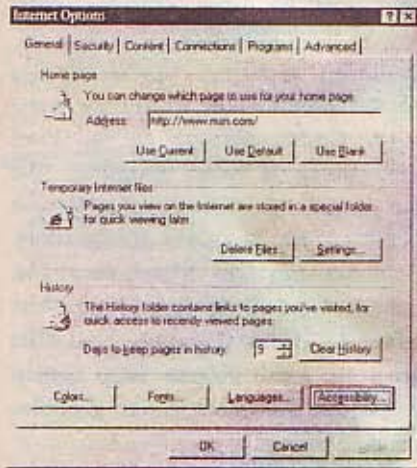 Internet Options
General Security Content Connections Programs Advanced
Home page
You can change which page to use for your home page.
Address: http://www.msn.com/
Use Current Use Default Use Blank
Temporary Internet files
Pages you view on the Internet are stored in a special folder
for quick viewing later.
Delete Files... Settings...
History
The History folder contains links to pages you've visited, for
quick access to recently viewed pages.
Days to keep pages in history: Clear History
Colors... Fonts... Languages... Accessibility...
OK Cancel